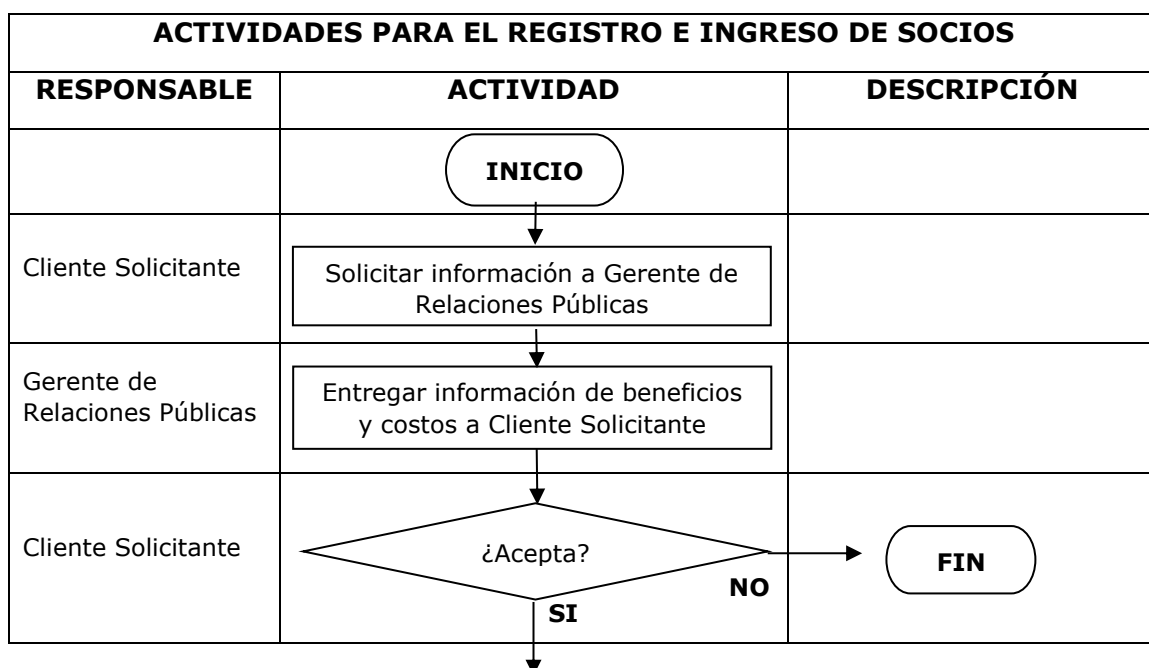 ACTIVIDADES PARA EL REGISTRO E INGRESO DE SOCIOS
RESPONSABLE
ACTIVIDAD
DESCRIPCIÓN
INICIO
Cliente Solicitante
Solicitar información a Gerente de
Relaciones Públicas
Gerente de
Relaciones Públicas
Entregar información de beneficios
y costos a Cliente Solicitante
Cliente Solicitante
¿Acepta?
NO
FIN
SI